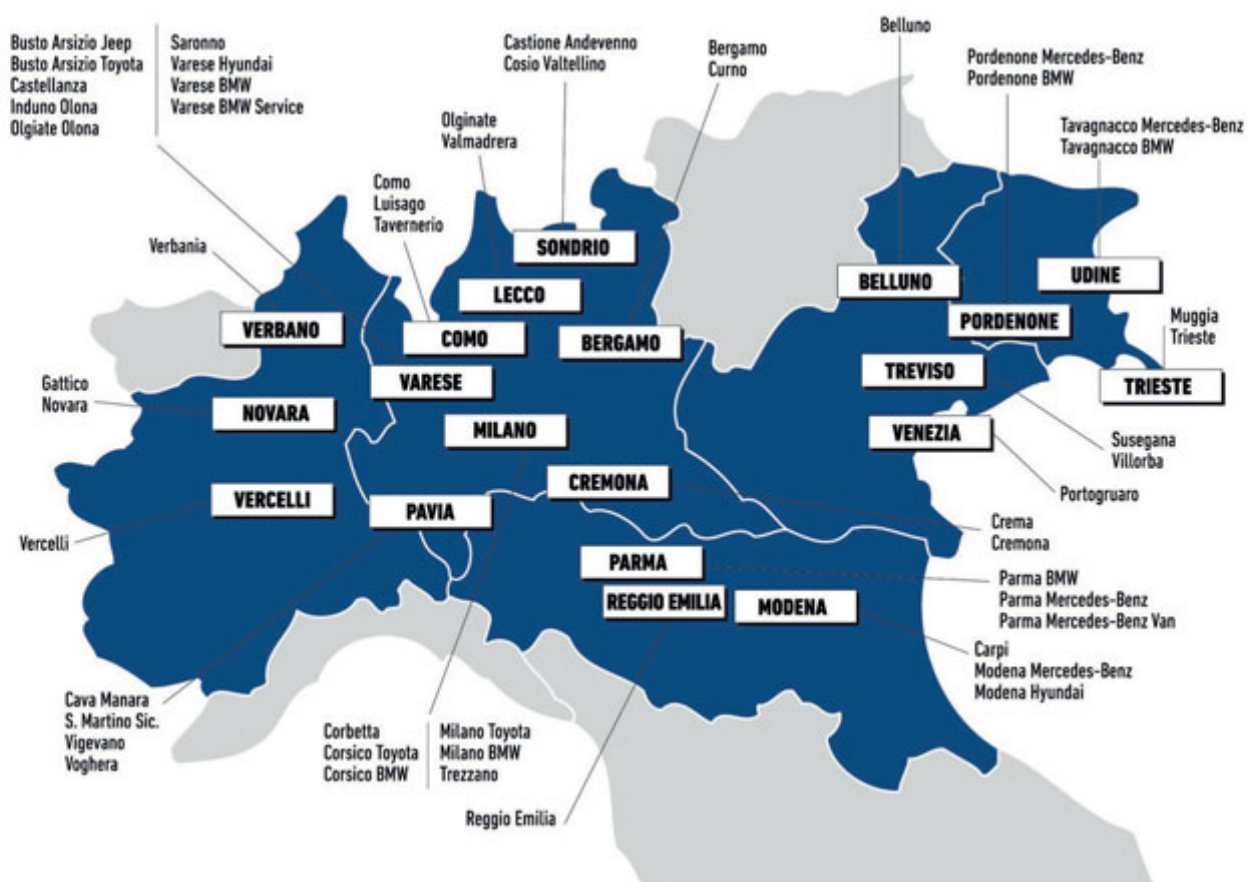 Busto Arsizio Jeep
Busto Arsizio Toyota
Castellanza
Induno Olona
Olgiate Olona
Saronno
Varese Hyundai
Varese BMW
Varese BMW Service
Castione Andevenno
Cosio Valtellino
Bergamo
Curno
Belluno
Pordenone Mercedes-Benz
Pordenone BMW
Olginate
Valmadrera
Tavagnacco Mercedes-Benz
Tavagnacco BMW
Como
Luisago
Tavernerio
Verbania
SONDRIO
LECCO
BELLUNO
UDINE
VERBANO
COMO
BERGAMO
PORDENONE
Muggia
Trieste
Gattico
Novara
VARESE
TREVISO
TRIESTE
NOVARA
MILANO
VENEZIA
Susegana
Villorba
VERCELLI
PAVIA
CREMONA
Portogruaro
Vercelli
Crema
Cremona
PARMA
REGGIO EMILIA
MODENA
Parma BMW
Parma Mercedes-Benz
Parma Mercedes-Benz Van
Carpi
Modena Mercedes-Benz
Modena Hyundai
Cava Manara
S. Martino Sic.
Vigevano
Voghera
Corbetta
Corsico Toyota
Corsico BMW
Milano Toyota
Milano BMW
Trezzano
Reggio Emilia